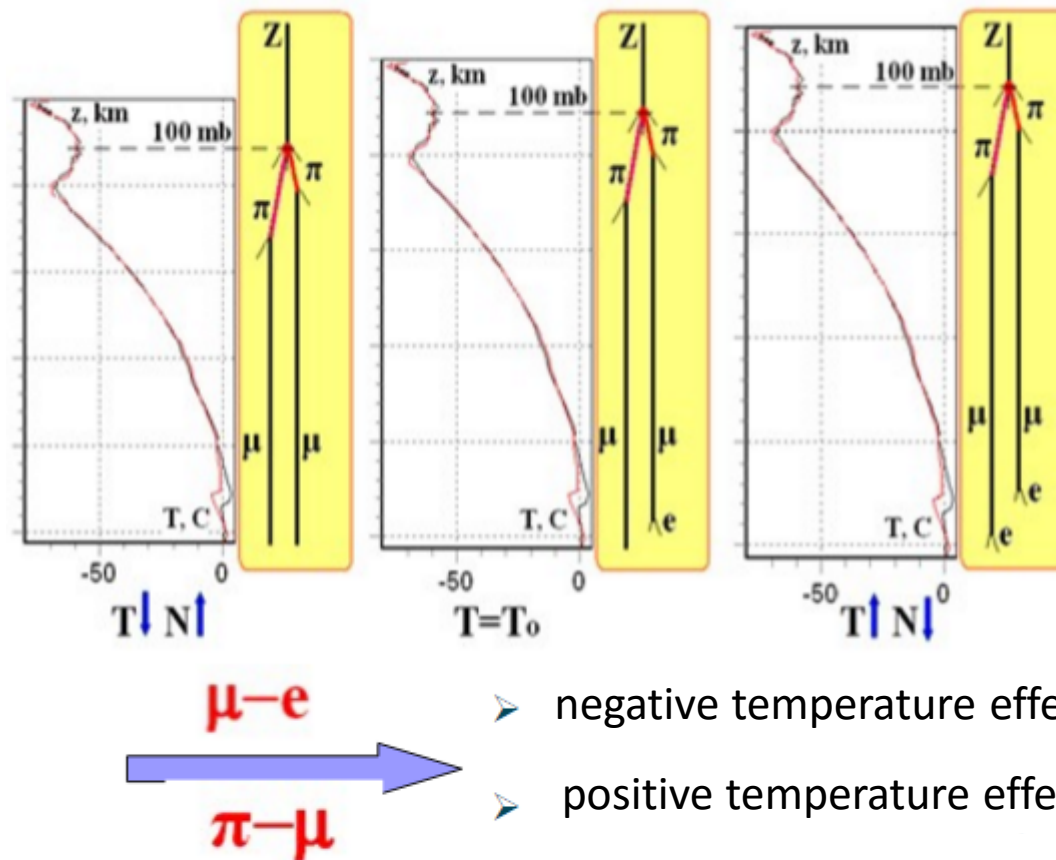 Z
z, km
100 mb
π
π
μ
μ
T, C
-50
0
T↓ N↑
Z
z, km
100 mb
π
π
μ
μ
e
T, C
-50
0
T=To
Z
z, km
100 mb
π
π
μ
μ
e
e
T, C
-50
0
T↑ N↓
μ–e
➢ negative temperature effe
π–μ
➢ positive temperature effe